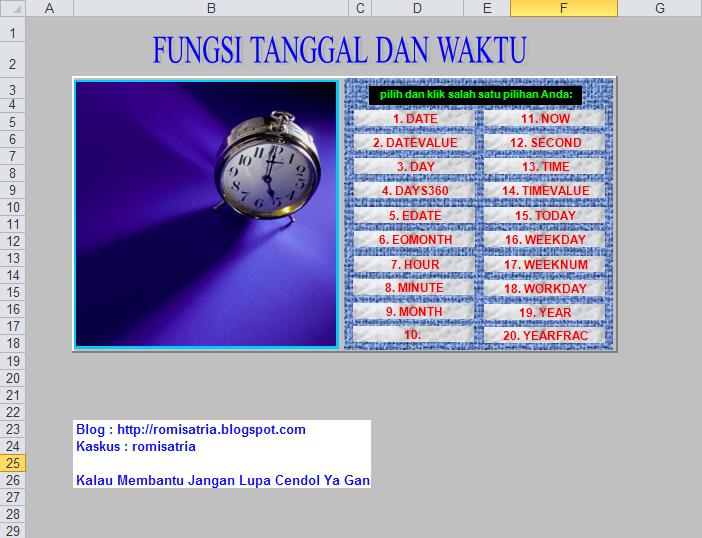 A B C D E F G
1
2
3
4
5
6
7
8
9
10
11
12
13
14
15
16
17
18
19
20
21
22
23
24
25
26
27
28
29
FUNGSI TANGGAL DAN WAKTU
pilih dan klik salah satu pilihan Anda:
1. DATE
2. DATEVALUE
3. DAY
4. DAYS360
5. EDATE
6. EOMONTH
7. HOUR
8. MINUTE
9. MONTH
10.
11. NOW
12. SECOND
13. TIME
14. TIMEVALUE
15. TODAY
16. WEEKDAY
17. WEEKNUM
18. WORKDAY
19. YEAR
20. YEARFRAC
Blog : http://romisatria.blogspot.com
Kaskus : romisatria
Kalau Membantu Jangan Lupa Cendol Ya Gan